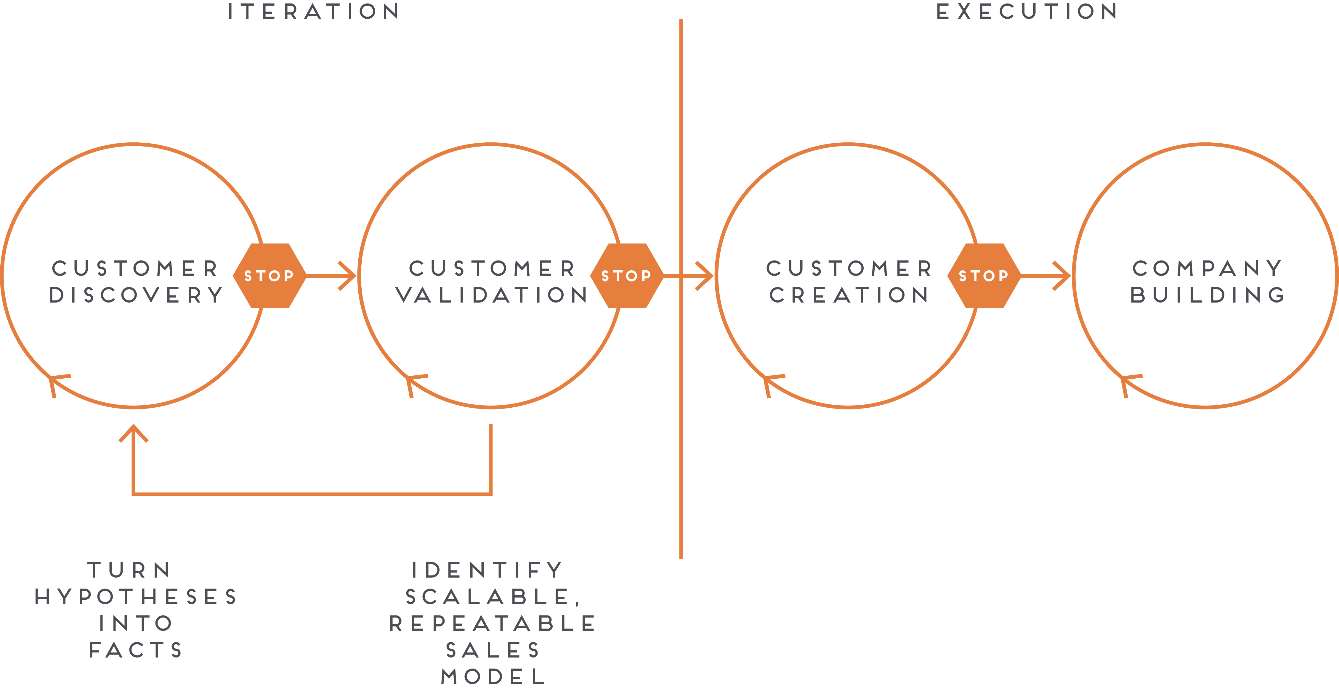 ITERATION
EXECUTION
CUSTOMER
DISCOVERY
STOP
CUSTOMER
VALIDATION
STOP
CUSTOMER
CREATION
STOP
COMPANY
BUILDING
TURN
HYPOTHESES
INTO
FACTS
IDENTIFY
SCALABLE,
REPEATABLE
SALES
MODEL